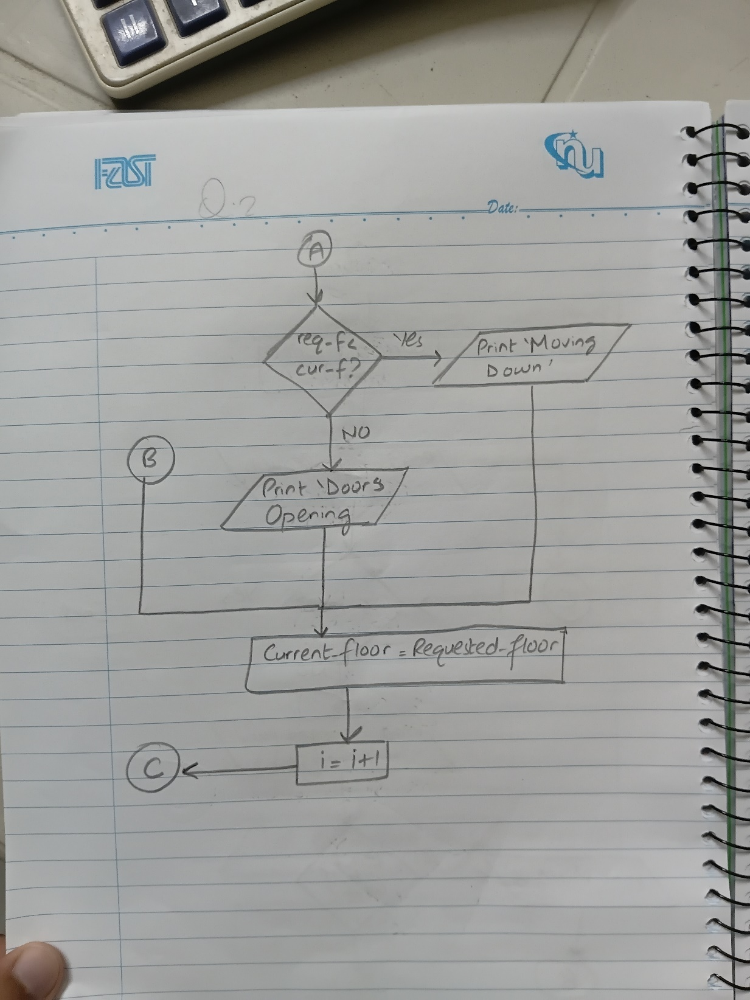 FAST
nu
Q.2
Date:
A
req-f<
cur-f?
Yes
Print 'Moving
Down'
NO
B
Print 'Doors
Opening
Current-floor = Requested-floor
i = i+1
C